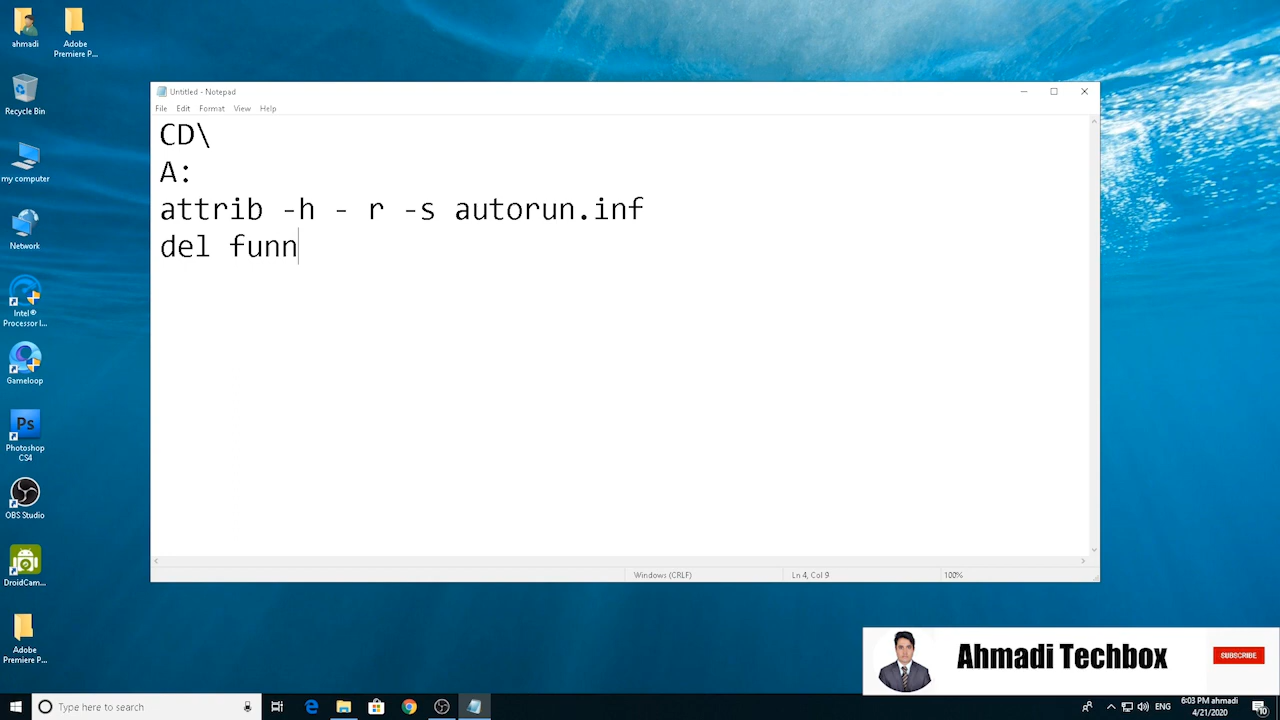 ahmadi
Adobe
Premiere P...
Recycle Bin
my computer
Network
Intel®
Processor I...
Gameloop
Ps
Photoshop
CS4
OBS Studio
DroidCam...
Adobe
Premiere P...
Untitled - Notepad
File Edit Format View Help
CD\
A:
attrib -h - r -s autorun.inf
del funn
Windows (CRLF) Ln 4, Col 9 100%
Ahmadi Techbox
SUBSCRIBE
Type here to search
ENG
6:03 PM ahmadi
4/21/2020
10